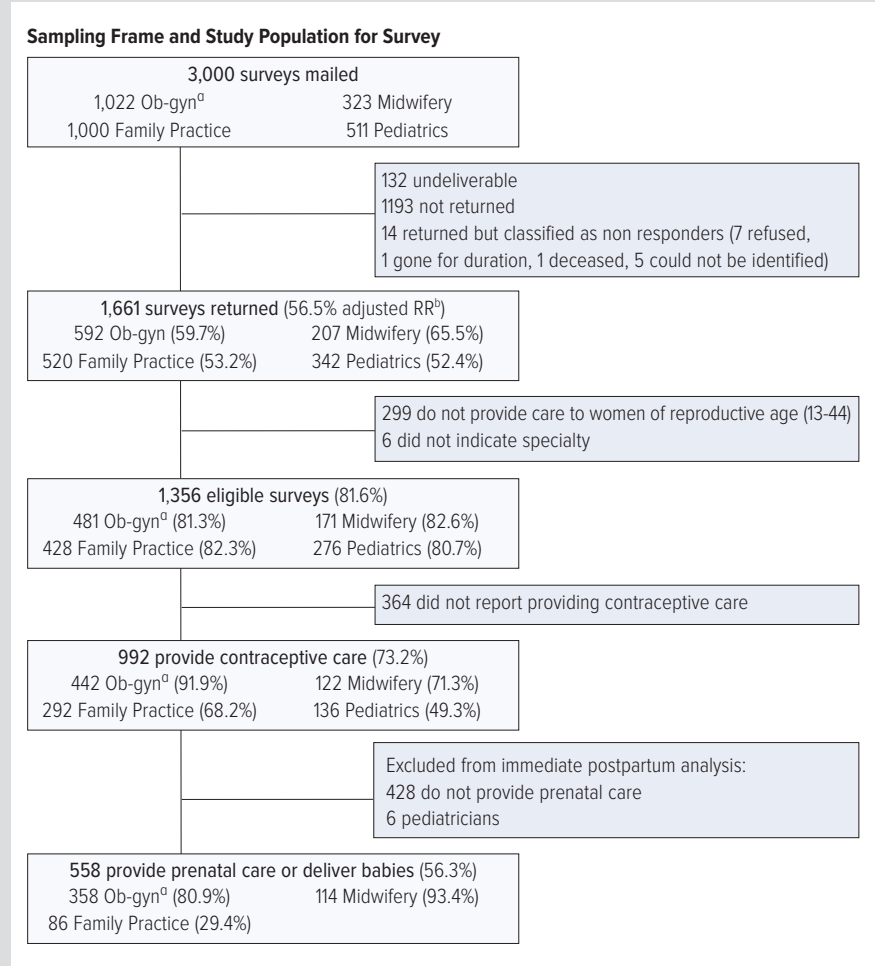 Sampling Frame and Study Population for Survey
3,000 surveys mailed
1,022 Ob-gynᵃ 323 Midwifery
1,000 Family Practice 511 Pediatrics
132 undeliverable
1193 not returned
14 returned but classified as non responders (7 refused,
1 gone for duration, 1 deceased, 5 could not be identified)
1,661 surveys returned (56.5% adjusted RRᵇ)
592 Ob-gyn (59.7%) 207 Midwifery (65.5%)
520 Family Practice (53.2%) 342 Pediatrics (52.4%)
299 do not provide care to women of reproductive age (13-44)
6 did not indicate specialty
1,356 eligible surveys (81.6%)
481 Ob-gynᵃ (81.3%) 171 Midwifery (82.6%)
428 Family Practice (82.3%) 276 Pediatrics (80.7%)
364 did not report providing contraceptive care
992 provide contraceptive care (73.2%)
442 Ob-gynᵃ (91.9%) 122 Midwifery (71.3%)
292 Family Practice (68.2%) 136 Pediatrics (49.3%)
Excluded from immediate postpartum analysis:
428 do not provide prenatal care
6 pediatricians
558 provide prenatal care or deliver babies (56.3%)
358 Ob-gynᵃ (80.9%) 114 Midwifery (93.4%)
86 Family Practice (29.4%)